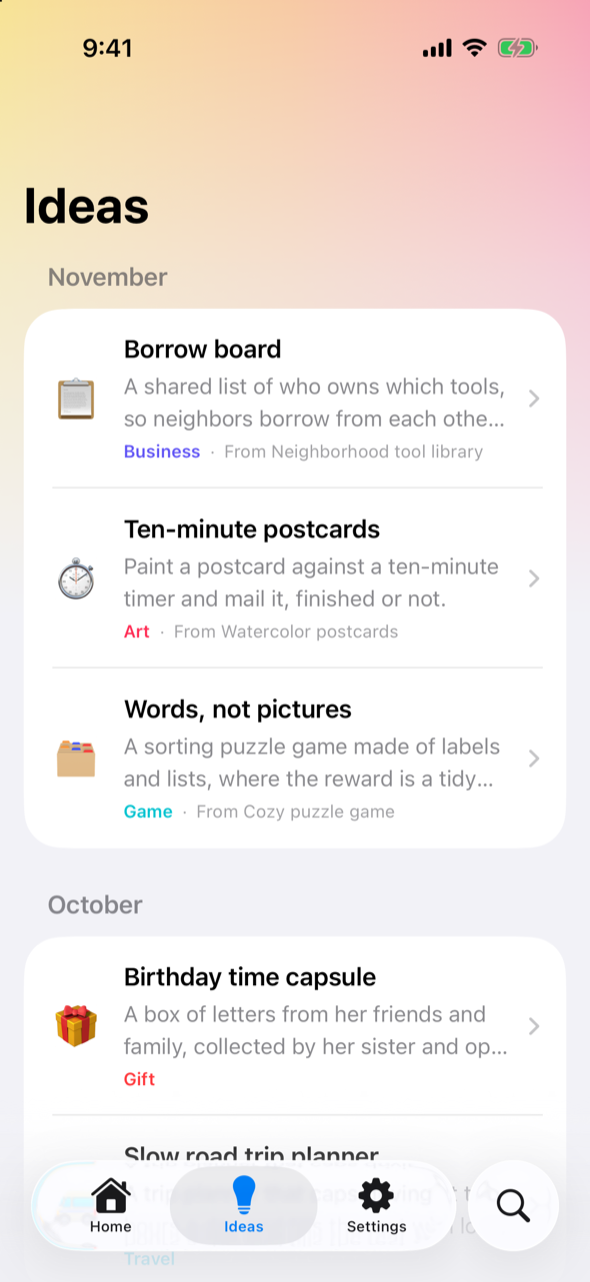 9:41
Ideas
November
Borrow board
A shared list of who owns which tools,
so neighbors borrow from each othe...
Business · From Neighborhood tool library
Ten-minute postcards
Paint a postcard against a ten-minute
timer and mail it, finished or not.
Art · From Watercolor postcards
Words, not pictures
A sorting puzzle game made of labels
and lists, where the reward is a tidy...
Game · From Cozy puzzle game
October
Birthday time capsule
A box of letters from her friends and
family, collected by her sister and op...
Gift
Slow road trip planner
Home
Ideas
Settings
Travel